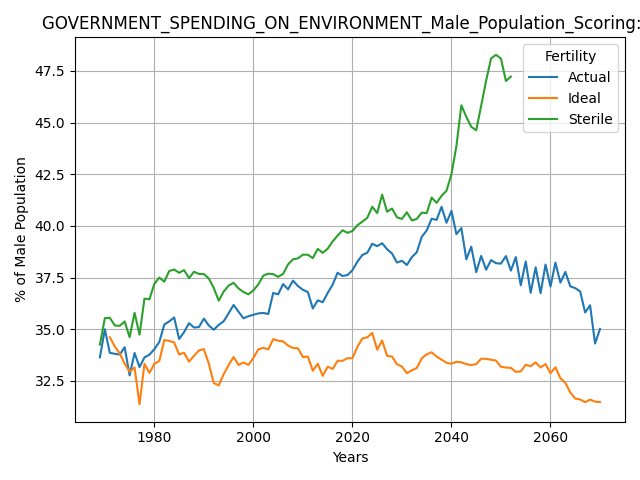 GOVERNMENT_SPENDING_ON_ENVIRONMENT_Male_Population_Scoring:
Fertility
Actual
Ideal
Sterile
% of Male Population
47.5
45.0
42.5
40.0
37.5
35.0
32.5
1980
2000
2020
2040
2060
Years